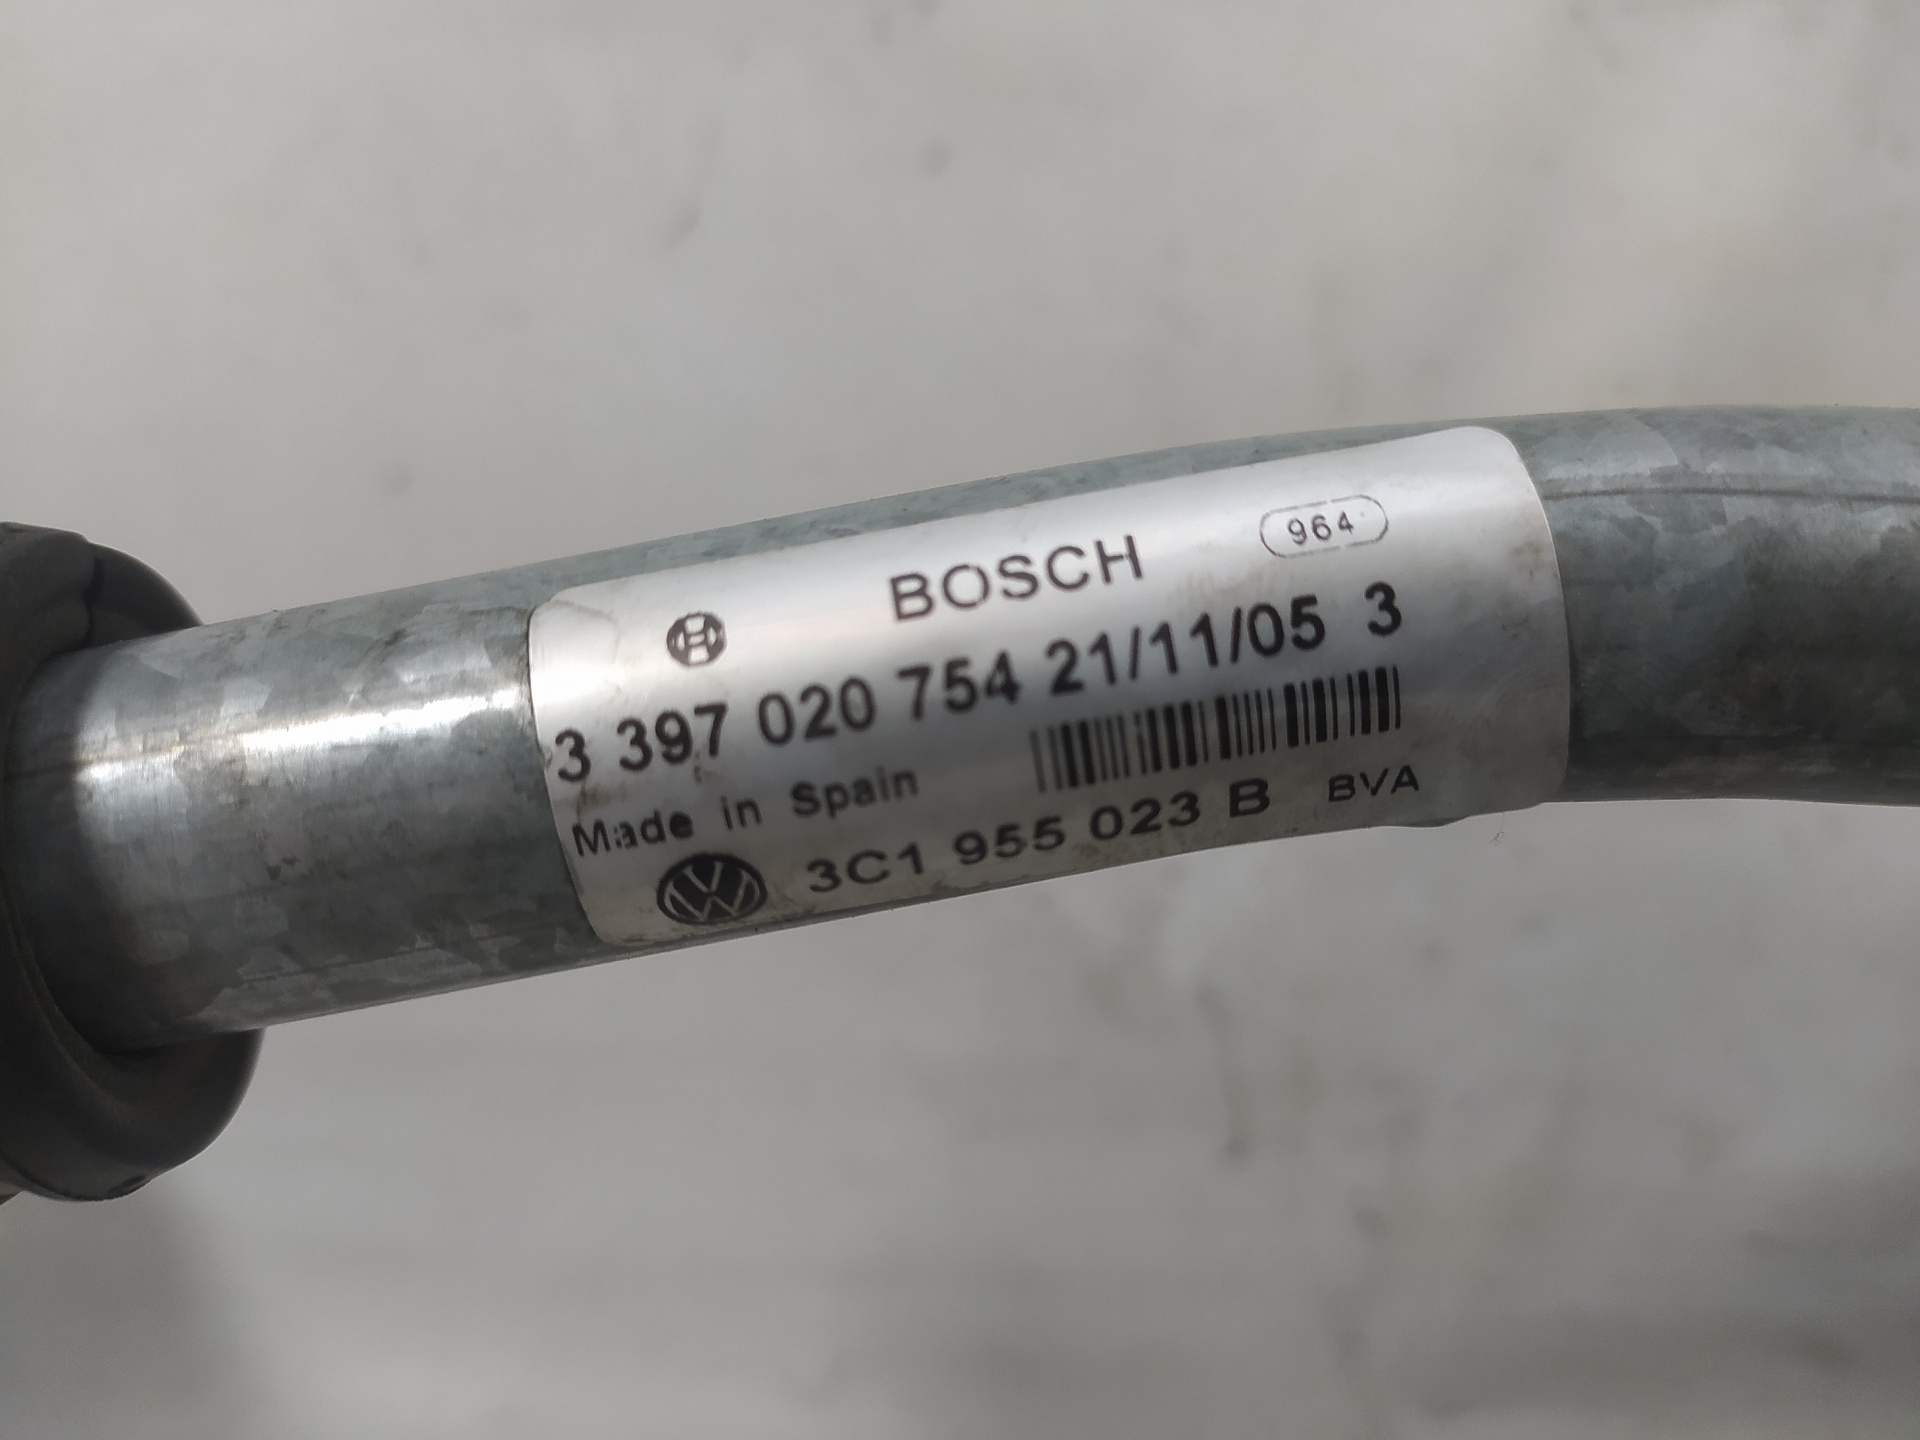 BOSCH 964
3 397 020 754 21/11/05 3
Made in Spain
3C1 955 023 B BVA